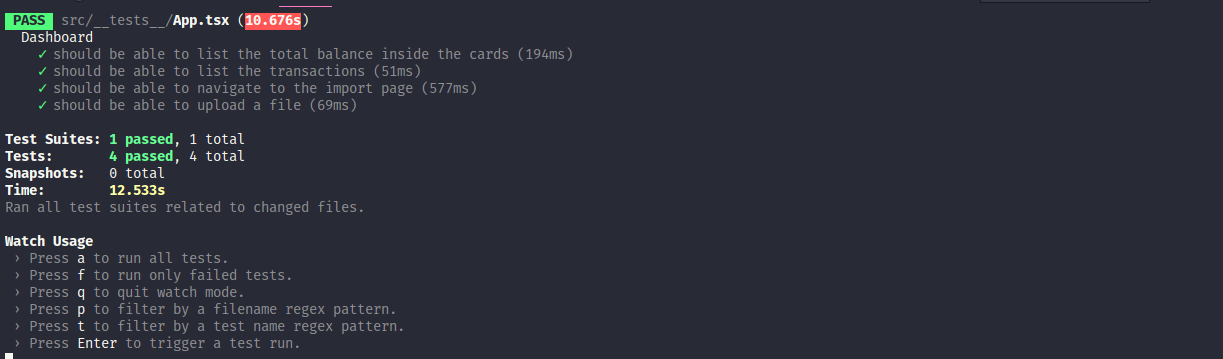 PASS src/__tests__/App.tsx (10.676s)
Dashboard
✓ should be able to list the total balance inside the cards (194ms)
✓ should be able to list the transactions (51ms)
✓ should be able to navigate to the import page (577ms)
✓ should be able to upload a file (69ms)
Test Suites: 1 passed, 1 total
Tests: 4 passed, 4 total
Snapshots: 0 total
Time: 12.533s
Ran all test suites related to changed files.
Watch Usage
› Press a to run all tests.
› Press f to run only failed tests.
› Press q to quit watch mode.
› Press p to filter by a filename regex pattern.
› Press t to filter by a test name regex pattern.
› Press Enter to trigger a test run.